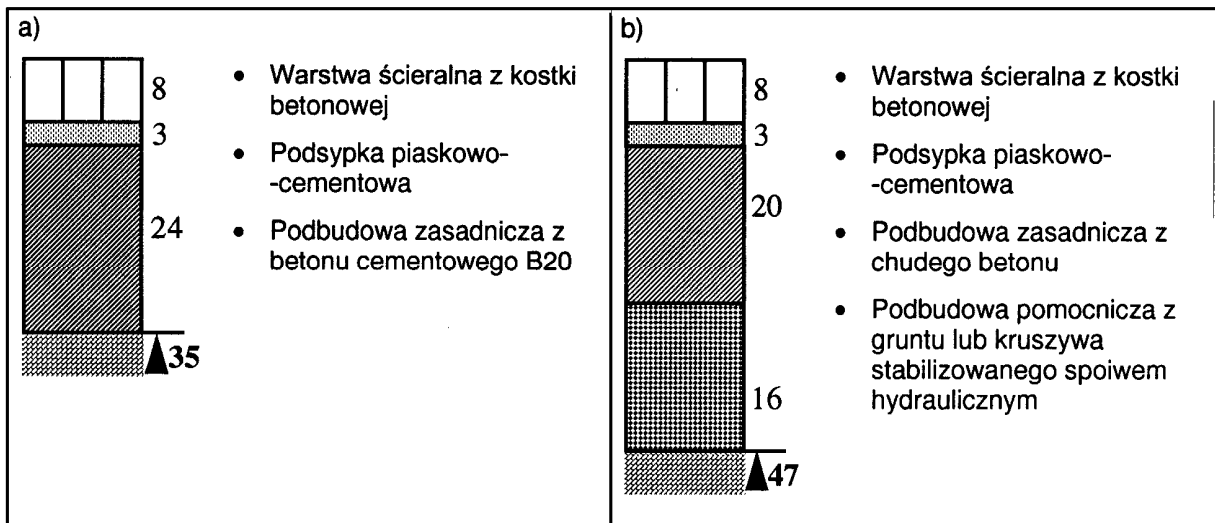 a)
8
3
24
35
• Warstwa ścieralna z kostki
betonowej
• Podsypka piaskowo-
-cementowa
• Podbudowa zasadnicza z
betonu cementowego B20
b)
8
3
20
16
47
• Warstwa ścieralna z kostki
betonowej
• Podsypka piaskowo-
-cementowa
• Podbudowa zasadnicza z
chudego betonu
• Podbudowa pomocnicza z
gruntu lub kruszywa
stabilizowanego spoiwem
hydraulicznym